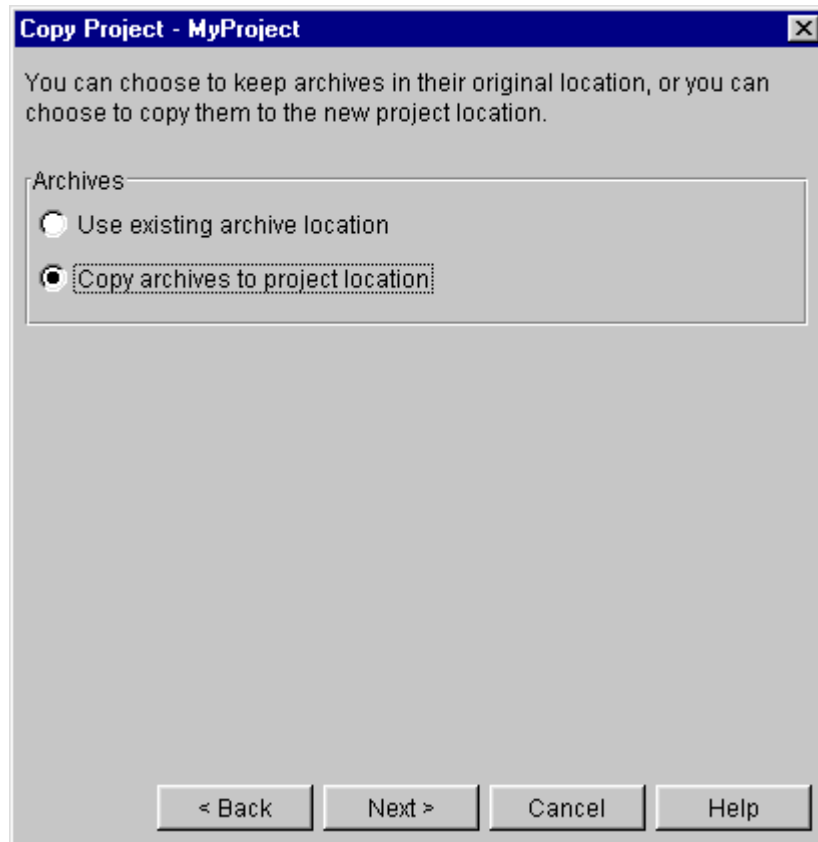 Copy Project - MyProject
You can choose to keep archives in their original location, or you can
choose to copy them to the new project location.
Archives
Use existing archive location
Copy archives to project location
< Back
Next >
Cancel
Help